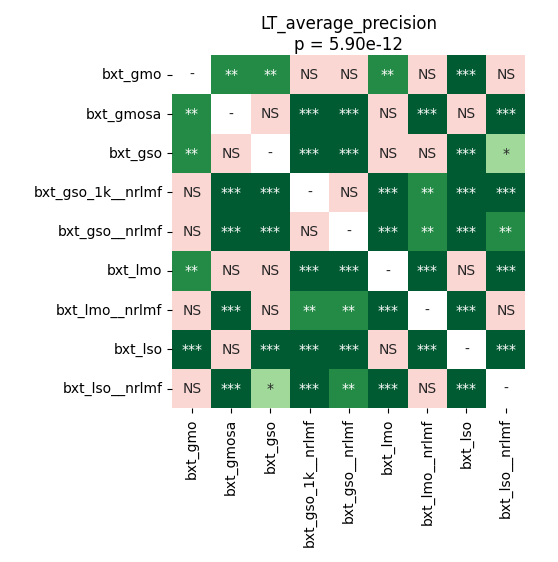 LT_average_precision
p = 5.90e-12
bxt_gmo - ** ** NS NS ** NS *** NS
bxt_gmosa ** - NS *** *** NS *** NS ***
bxt_gso ** NS - *** *** NS NS *** *
bxt_gso_1k__nrlmf NS *** *** - NS *** ** *** ***
bxt_gso__nrlmf NS *** *** NS - *** ** *** **
bxt_lmo ** NS NS *** *** - *** NS ***
bxt_lmo__nrlmf NS *** NS ** ** *** - *** NS
bxt_lso *** NS *** *** *** NS *** - ***
bxt_lso__nrlmf NS *** * *** ** *** NS *** -
bxt_gmo
bxt_gmosa
bxt_gso
bxt_gso_1k__nrlmf
bxt_gso__nrlmf
bxt_lmo
bxt_lmo__nrlmf
bxt_lso
bxt_lso__nrlmf